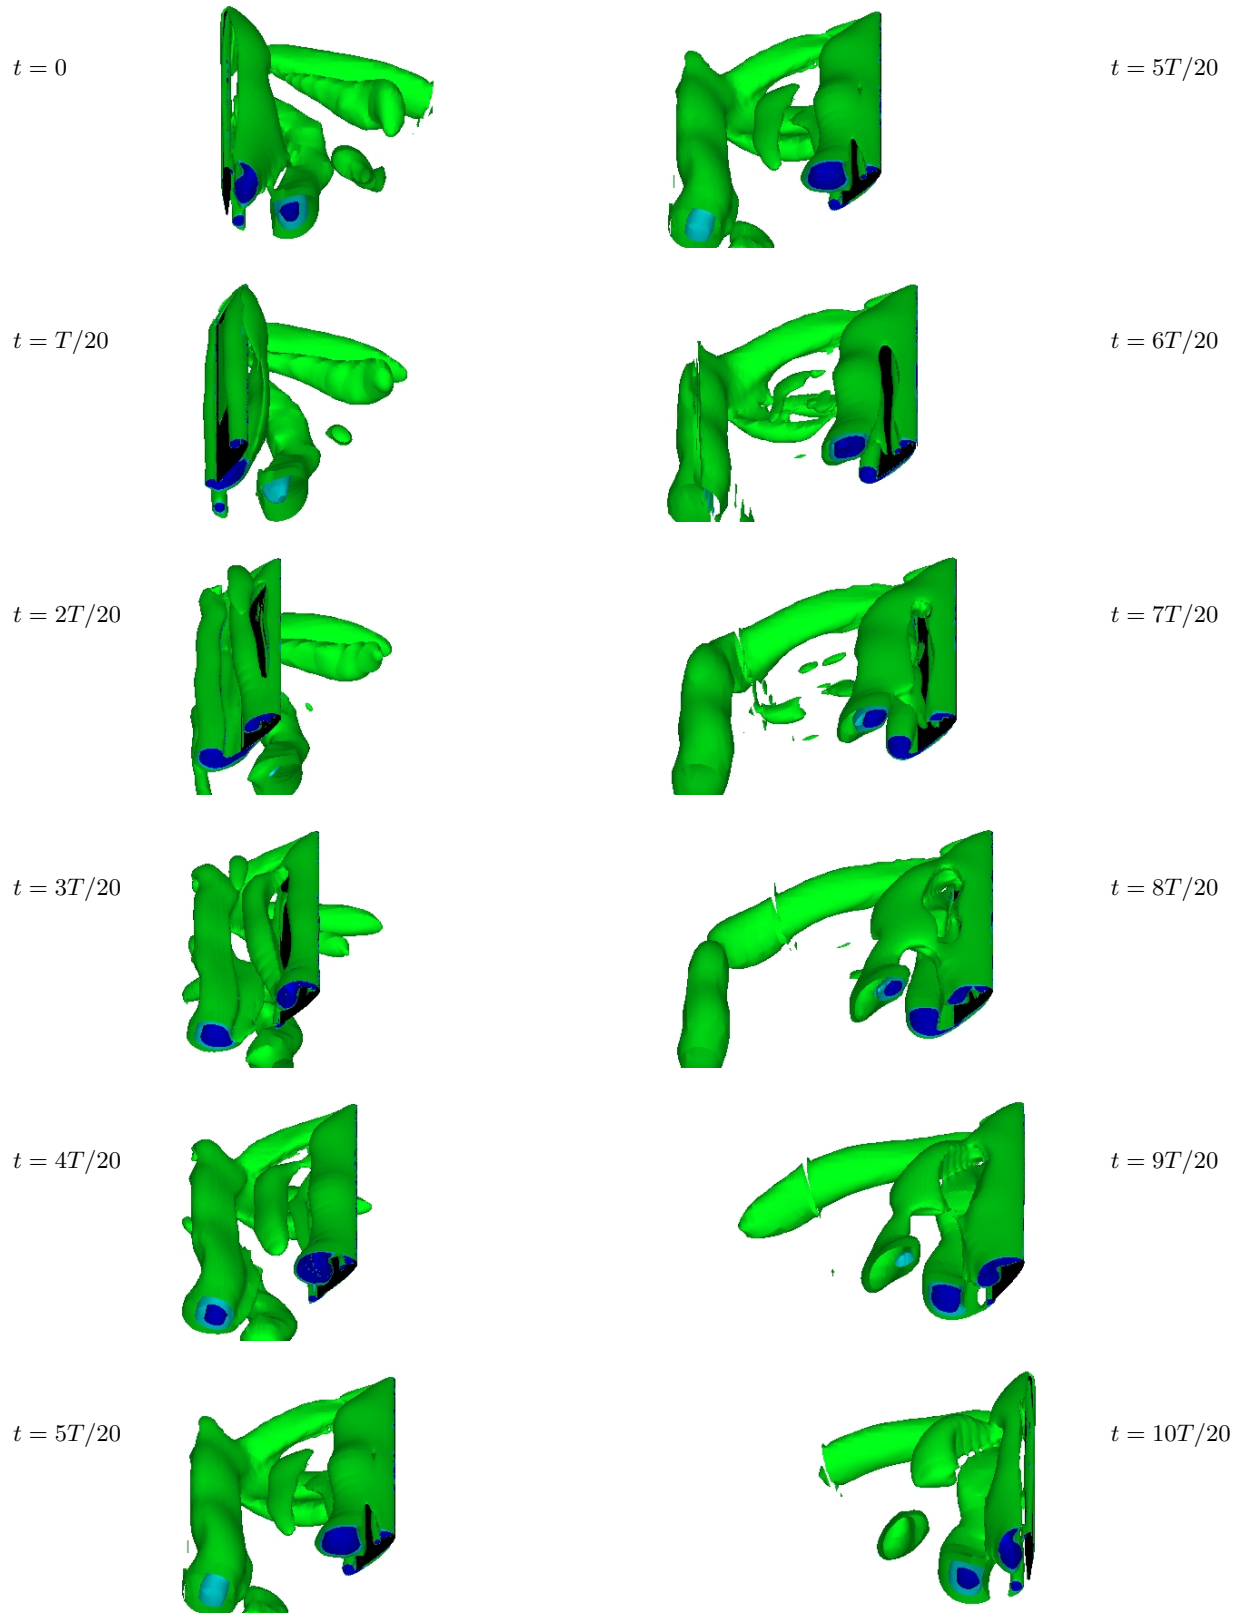 t = 0
t = T/20
t = 2T/20
t = 3T/20
t = 4T/20
t = 5T/20
t = 5T/20
t = 6T/20
t = 7T/20
t = 8T/20
t = 9T/20
t = 10T/20